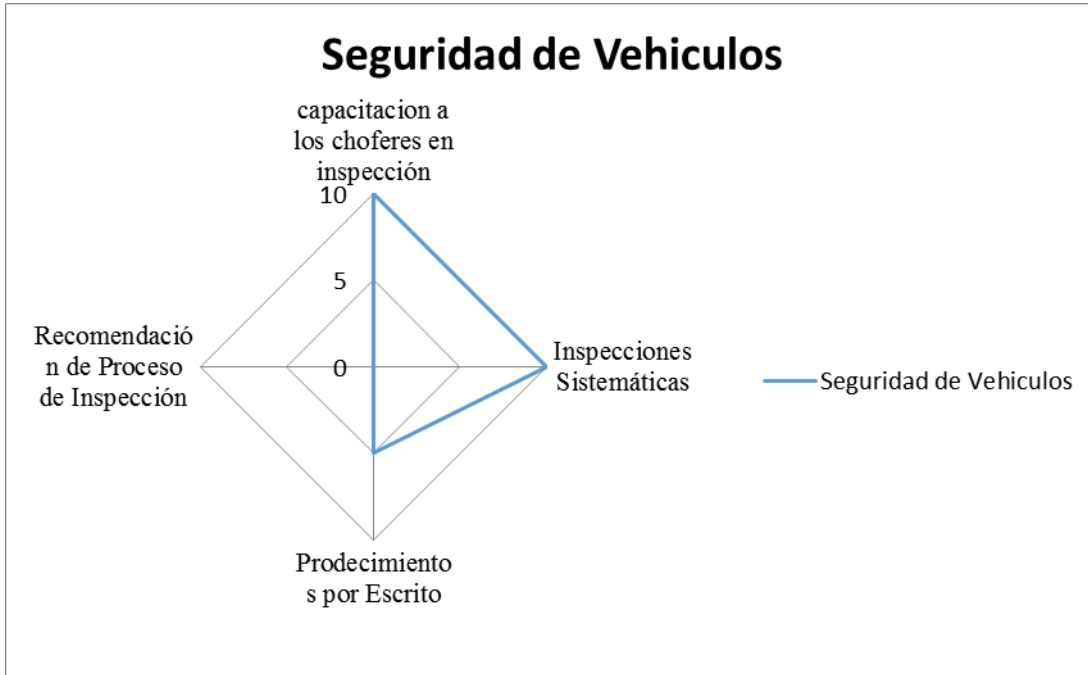 Seguridad de Vehiculos
capacitacion a
los choferes en
inspección
10
5
0
Recomendació
n de Proceso
de Inspección
Inspecciones
Sistemáticas
Seguridad de Vehiculos
Prodecimiento
s por Escrito